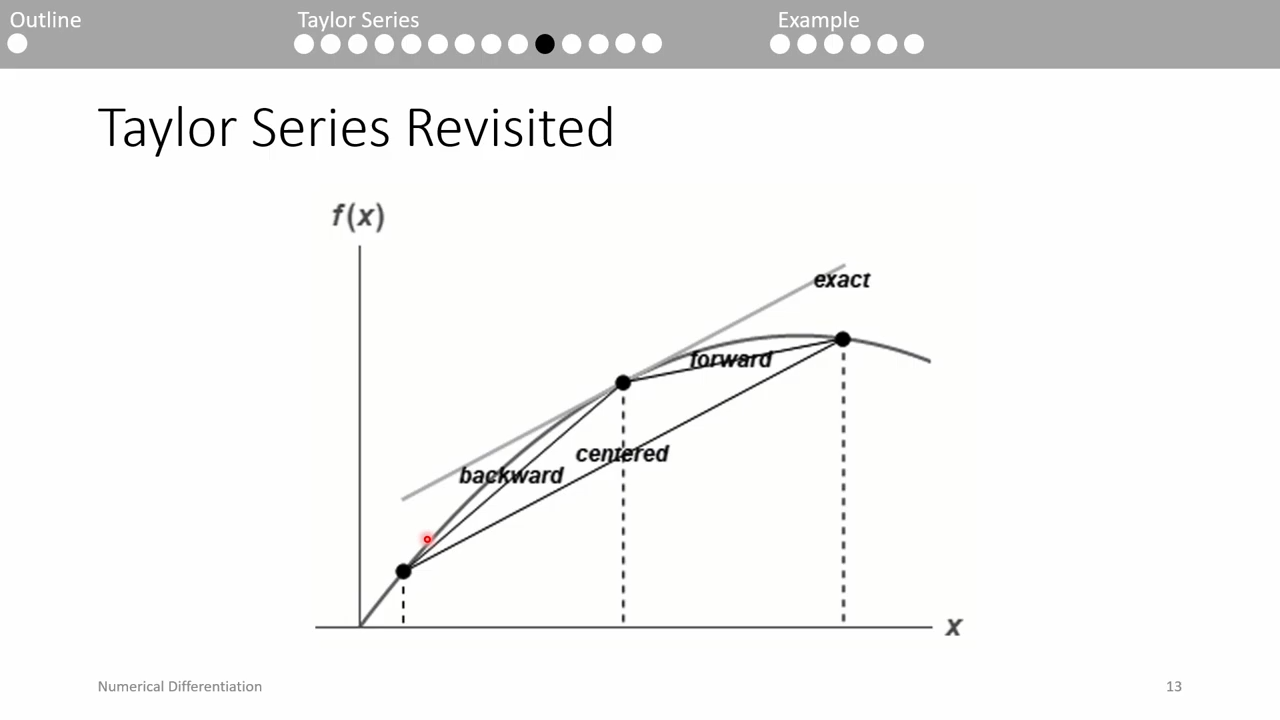 Outline
Taylor Series
Example
Taylor Series Revisited
f(x)
exact
forward
centered
backward
x
Numerical Differentiation
13